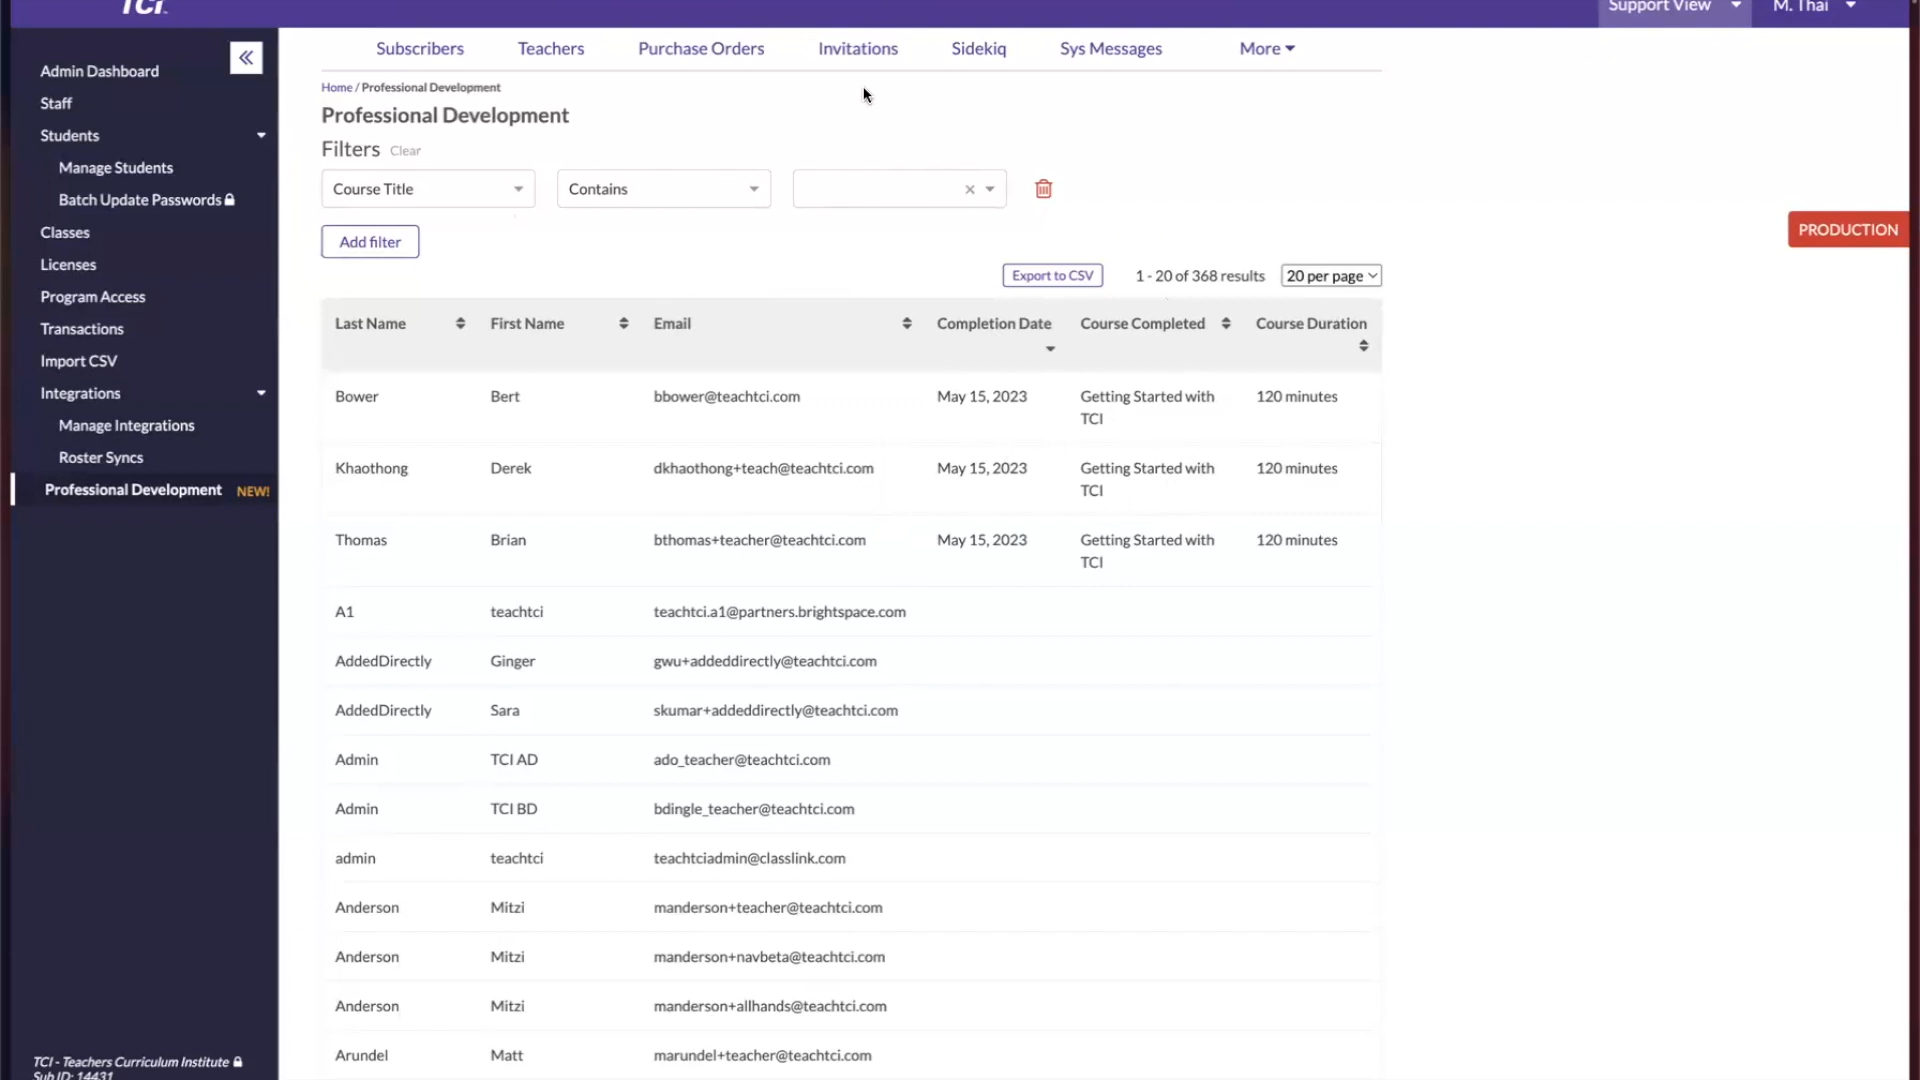 TCI
Support View
M. Thai
Admin Dashboard
Staff
Students
Manage Students
Batch Update Passwords
Classes
Licenses
Program Access
Transactions
Import CSV
Integrations
Manage Integrations
Roster Syncs
Professional Development NEW!
TCI - Teachers Curriculum Institute
Sub ID: 14431
Subscribers Teachers Purchase Orders Invitations Sidekiq Sys Messages More
Home / Professional Development
Professional Development
Filters Clear
Course Title Contains ×
Add filter
PRODUCTION
Export to CSV 1 - 20 of 368 results 20 per page
Last Name First Name Email Completion Date Course Completed Course Duration
Bower Bert bbower@teachtci.com May 15, 2023 Getting Started with 120 minutes
TCI
Khaothong Derek dkhaothong+teach@teachtci.com May 15, 2023 Getting Started with 120 minutes
TCI
Thomas Brian bthomas+teacher@teachtci.com May 15, 2023 Getting Started with 120 minutes
TCI
A1 teachtci teachtci.a1@partners.brightspace.com
AddedDirectly Ginger gwu+addeddirectly@teachtci.com
AddedDirectly Sara skumar+addeddirectly@teachtci.com
Admin TCI AD ado_teacher@teachtci.com
Admin TCI BD bdingle_teacher@teachtci.com
admin teachtci teachtciadmin@classlink.com
Anderson Mitzi manderson+teacher@teachtci.com
Anderson Mitzi manderson+navbeta@teachtci.com
Anderson Mitzi manderson+allhands@teachtci.com
Arundel Matt marundel+teacher@teachtci.com